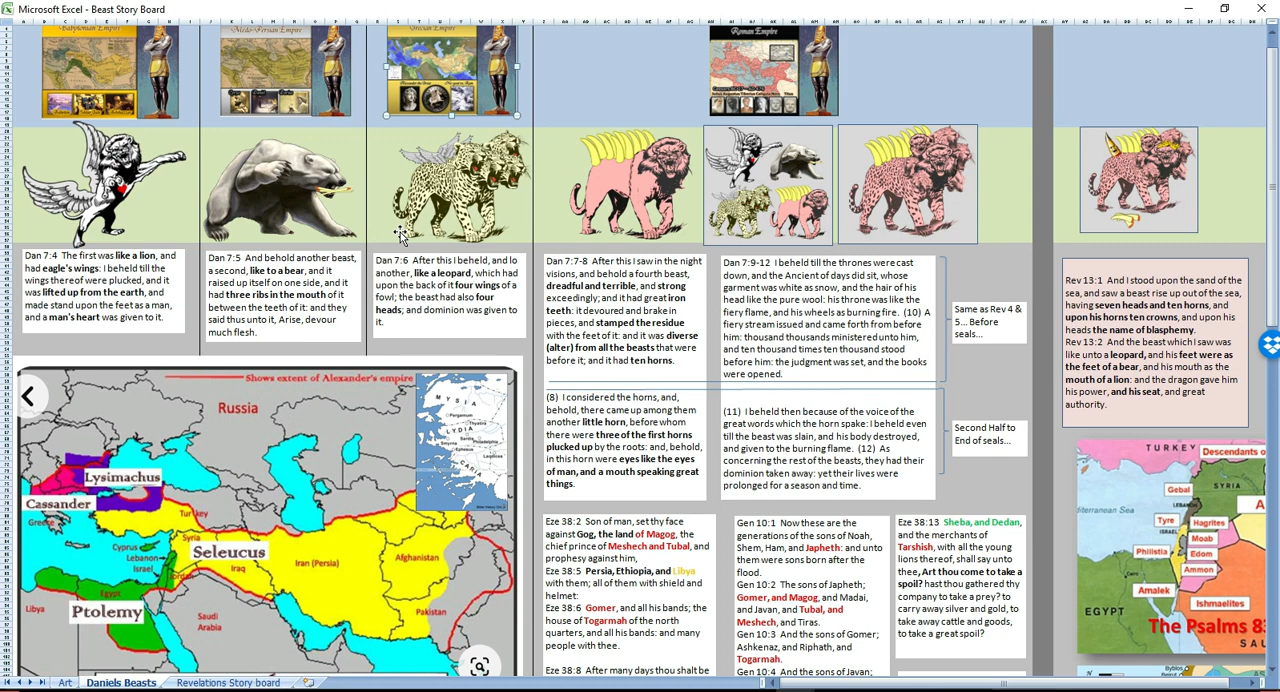 Microsoft Excel - Beast Story Board
Babylonian Empire
Medo-Persian Empire
Grecian Empire
Roman Empire
Dan 7:4 The first was like a lion, and
had eagle's wings: I beheld till the
wings thereof were plucked, and it
was lifted up from the earth, and
made stand upon the feet as a man,
and a man's heart was given to it.
Dan 7:5 And behold another beast,
a second, like to a bear, and it
raised up itself on one side, and it
had three ribs in the mouth of it
between the teeth of it: and they
said thus unto it, Arise, devour
much flesh.
Dan 7:6 After this I beheld, and lo
another, like a leopard, which had
upon the back of it four wings of a
fowl; the beast had also four
heads; and dominion was given to
it.
Dan 7:7-8 After this I saw in the night
visions, and behold a fourth beast,
dreadful and terrible, and strong
exceedingly; and it had great iron
teeth: it devoured and brake in
pieces, and stamped the residue
with the feet of it: and it was diverse
(alter) from all the beasts that were
before it; and it had ten horns.
(8) I considered the horns, and,
behold, there came up among them
another little horn, before whom
there were three of the first horns
plucked up by the roots: and, behold,
in this horn were eyes like the eyes
of man, and a mouth speaking great
things.
Dan 7:9-12 I beheld till the thrones were cast
down, and the Ancient of days did sit, whose
garment was white as snow, and the hair of his
head like the pure wool: his throne was like the
fiery flame, and his wheels as burning fire. (10) A
fiery stream issued and came forth from before
him: thousand thousands ministered unto him,
and ten thousand times ten thousand stood
before him: the judgment was set, and the books
were opened.
(11) I beheld then because of the voice of the
great words which the horn spake: I beheld even
till the beast was slain, and his body destroyed,
and given to the burning flame. (12) As
concerning the rest of the beasts, they had their
dominion taken away: yet their lives were
prolonged for a season and time.
Same as Rev 4 &
5... Before
seals...
Second Half to
End of seals...
Rev 13:1 And I stood upon the sand of the
sea, and saw a beast rise up out of the sea,
having seven heads and ten horns, and
upon his horns ten crowns, and upon his
heads the name of blasphemy.
Rev 13:2 And the beast which I saw was
like unto a leopard, and his feet were as
the feet of a bear, and his mouth as the
mouth of a lion: and the dragon gave him
his power, and his seat, and great
authority.
Shows extent of Alexander's empire
Russia
MYSIA
Pergamum
Thyatira
LYDIA
Sardis
Smyrna
Philadelphia
Ephesus
Laodicea
CARIA
Lysimachus
Cassander
Greece
Turkey
Cyprus
Syria
Lebanon
Israel
Seleucus
Jordan
Iraq
Iran (Persia)
Afghanistan
Pakistan
Egypt
Ptolemy
Libya
Saudi
Arabia
Eze 38:2 Son of man, set thy face
against Gog, the land of Magog, the
chief prince of Meshech and Tubal, and
prophesy against him,
Eze 38:5 Persia, Ethiopia, and Libya
with them; all of them with shield and
helmet:
Eze 38:6 Gomer, and all his bands; the
house of Togarmah of the north
quarters, and all his bands: and many
people with thee.
Eze 38:8 After many days thou shalt be
Gen 10:1 Now these are the
generations of the sons of Noah,
Shem, Ham, and Japheth: and unto
them were sons born after the
flood.
Gen 10:2 The sons of Japheth;
Gomer, and Magog, and Madai,
and Javan, and Tubal, and
Meshech, and Tiras.
Gen 10:3 And the sons of Gomer;
Ashkenaz, and Riphath, and
Togarmah.
Gen 10:4 And the sons of Javan;
Eze 38:13 Sheba, and Dedan,
and the merchants of
Tarshish, with all the young
lions thereof, shall say unto
thee, Art thou come to take a
spoil? hast thou gathered thy
company to take a prey? to
carry away silver and gold, to
take away cattle and goods,
to take a great spoil?
TURKEY
Descendants o
Gebal
SYRIA
diterranean Sea
LEBANON
Tyre
Hagrites
ISRAEL
Moab
Philistia
Edom
Ammon
Cairo
Amalek
EGYPT
Ishmaelites
The Psalms 83
SAU
Byblos
Art
Daniels Beasts
Revelations Story board